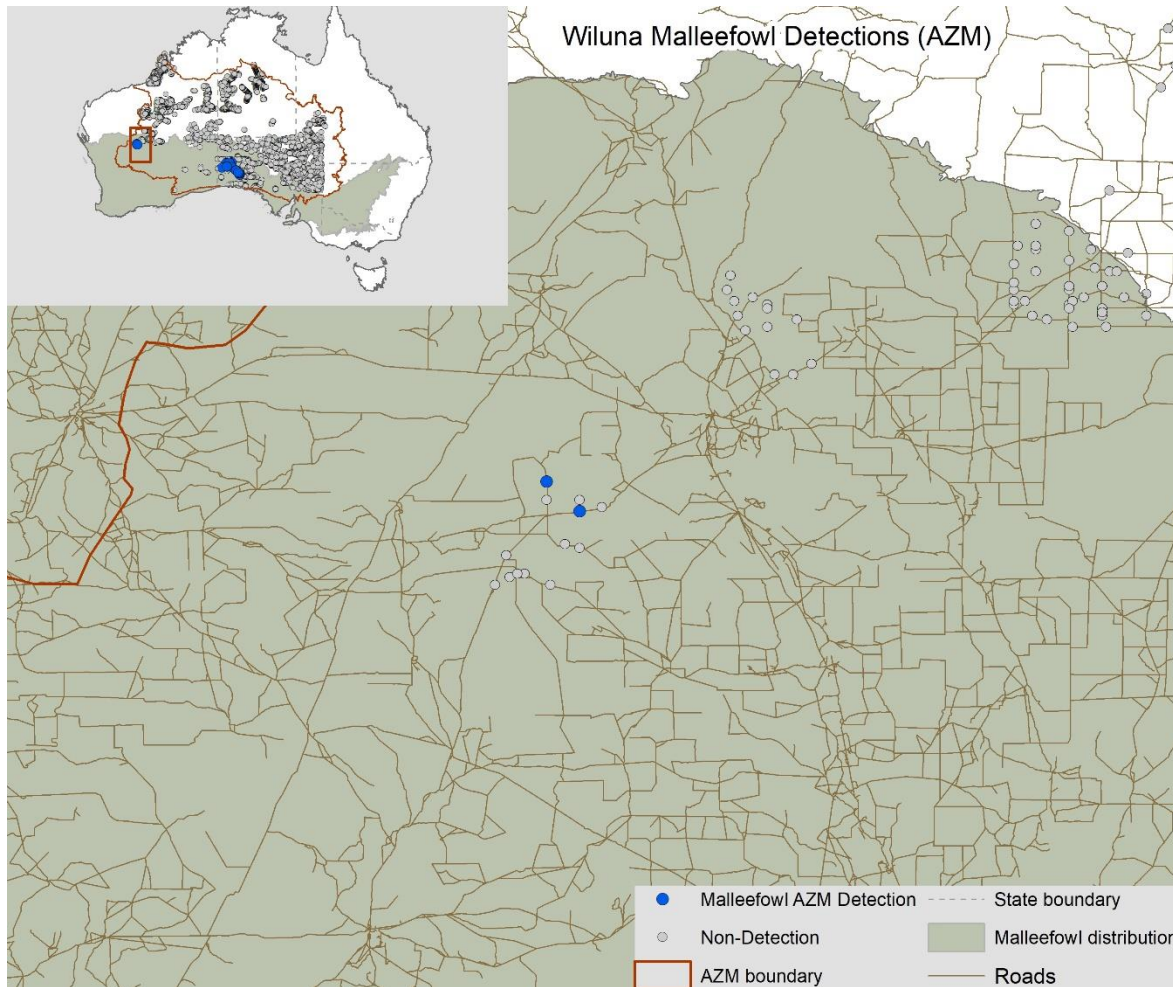 Wiluna Malleefowl Detections (AZM)
Malleefowl AZM Detection
Non-Detection
AZM boundary
State boundary
Malleefowl distribution
Roads